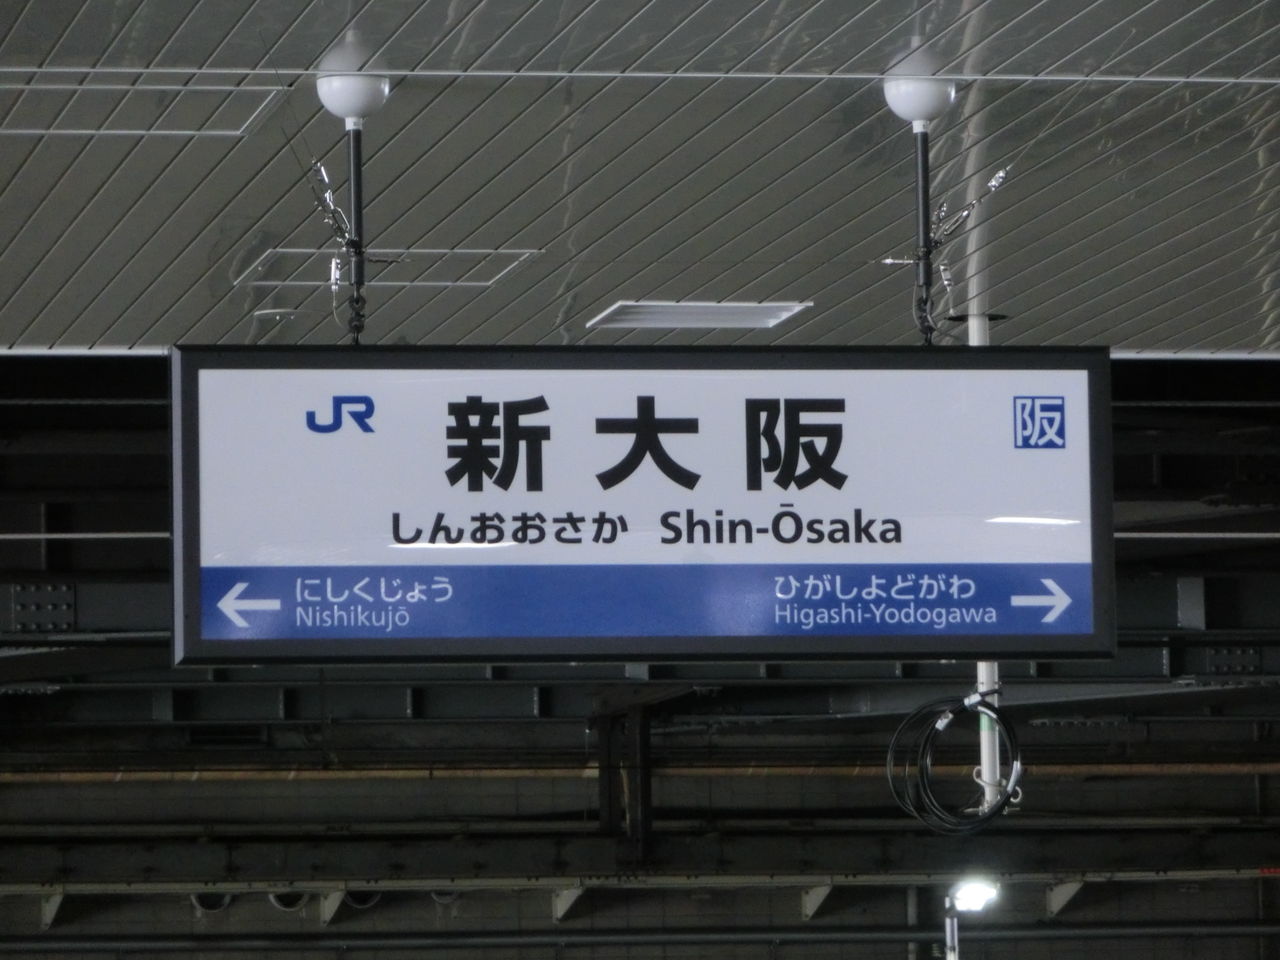 JR 新大阪 阪
しんおおさか Shin-Ōsaka
← にしくじょう
Nishikujō
ひがしよどがわ →
Higashi-Yodogawa